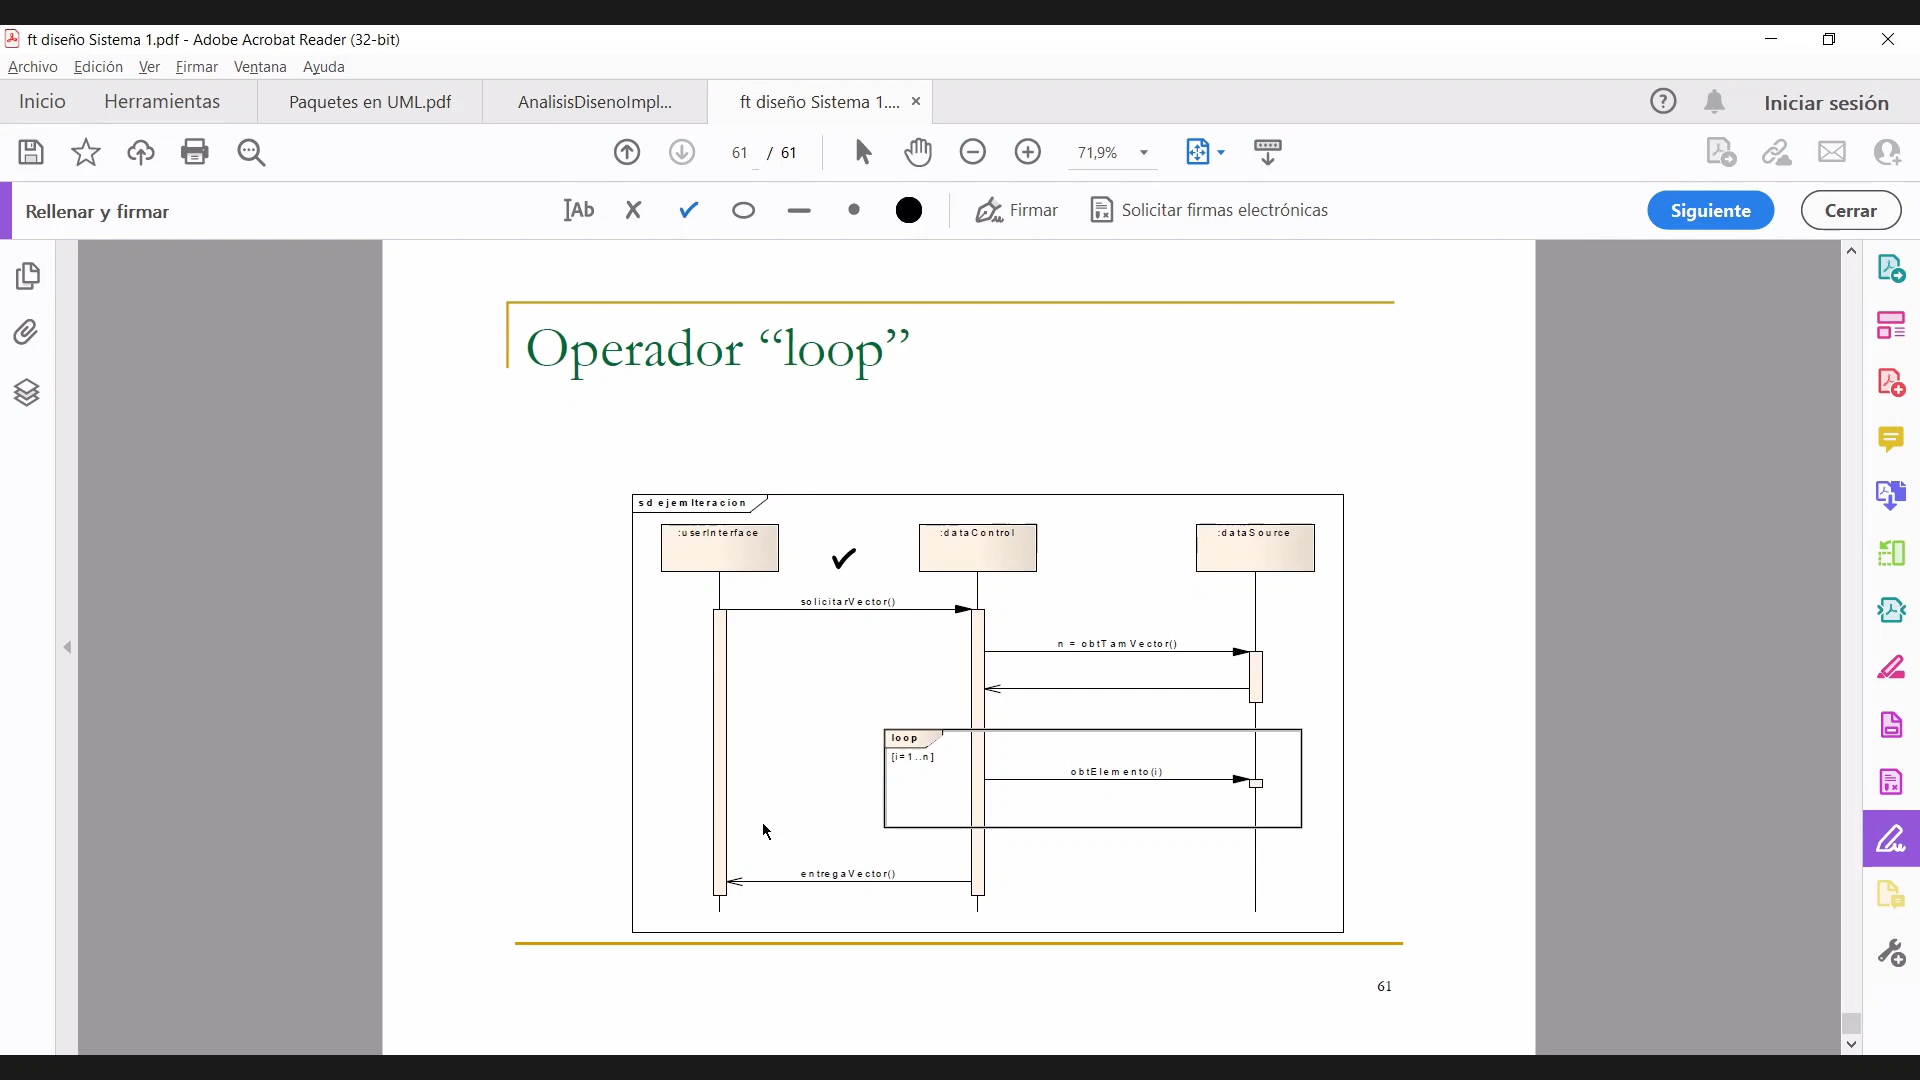 ft diseño Sistema 1.pdf - Adobe Acrobat Reader (32-bit)
Archivo Edición Ver Firmar Ventana Ayuda
Inicio Herramientas Paquetes en UML.pdf AnalisisDisenoImpl... ft diseño Sistema 1.... × Iniciar sesión
61 / 61 71,9%
Rellenar y firmar Ab Firmar Solicitar firmas electrónicas Siguiente Cerrar
Operador “loop”
sd ejemIteracion
:userInterface :dataControl :dataSource
solicitarVector()
n = obtTamVector()
loop
[i=1..n]
obtElemento(i)
entregaVector()
61